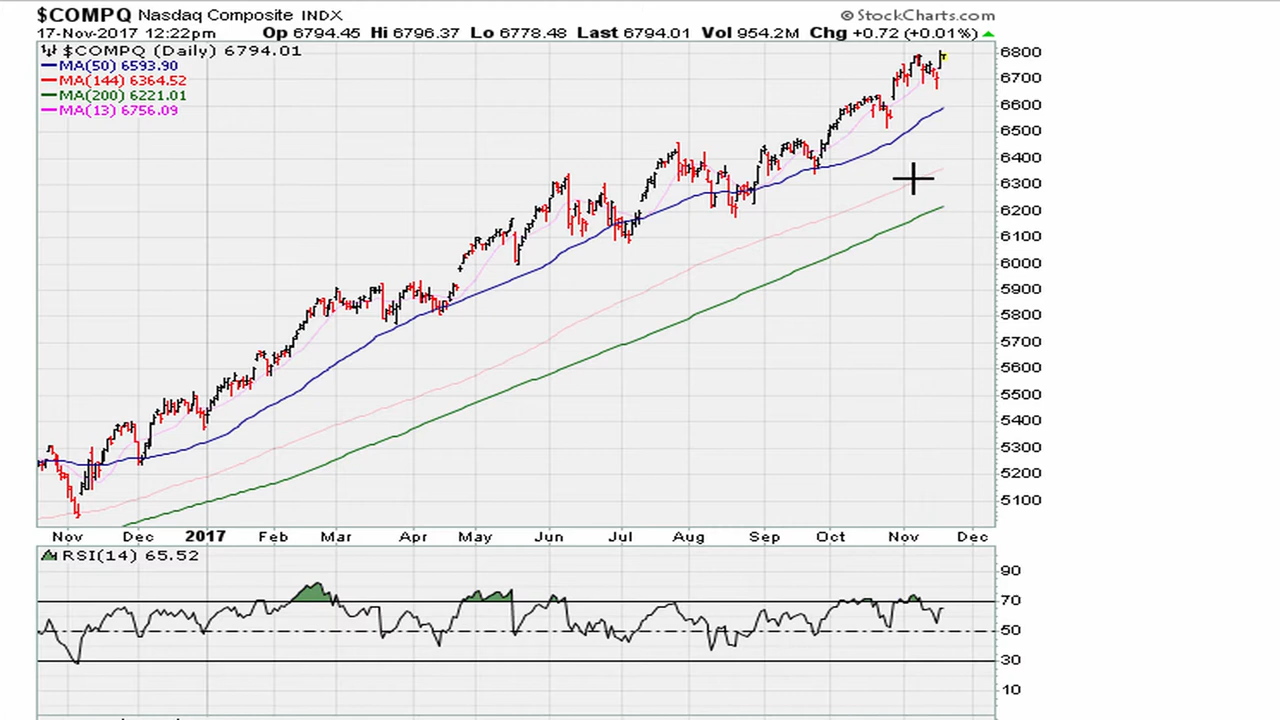 $COMPQ Nasdaq Composite INDX © StockCharts.com
17-Nov-2017 12:22pm Op 6794.45 Hi 6796.37 Lo 6778.48 Last 6794.01 Vol 954.2M Chg +0.72 (+0.01%)
$COMPQ (Daily) 6794.01
MA(50) 6593.90
MA(144) 6364.52
MA(200) 6221.01
MA(13) 6756.09
6800
6700
6600
6500
6400
6300
6200
6100
6000
5900
5800
5700
5600
5500
5400
5300
5200
5100
Nov Dec 2017 Feb Mar Apr May Jun Jul Aug Sep Oct Nov Dec
RSI(14) 65.52
90
70
50
30
10